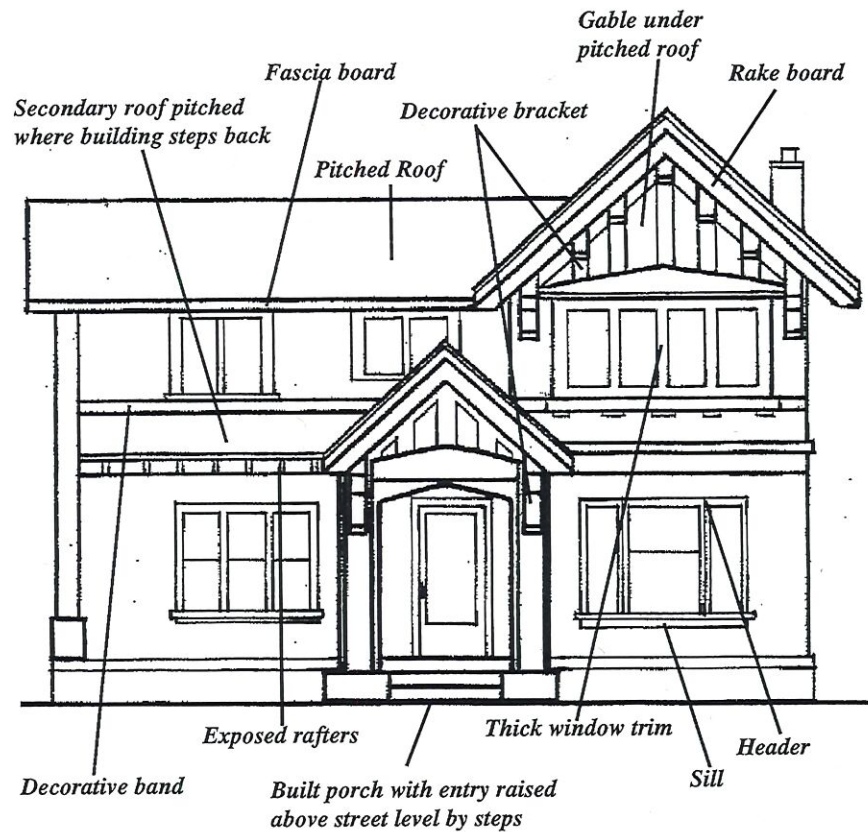 Gable under
pitched roof
Fascia board
Rake board
Secondary roof pitched
where building steps back
Decorative bracket
Pitched Roof
Exposed rafters
Thick window trim
Header
Decorative band
Built porch with entry raised
above street level by steps
Sill